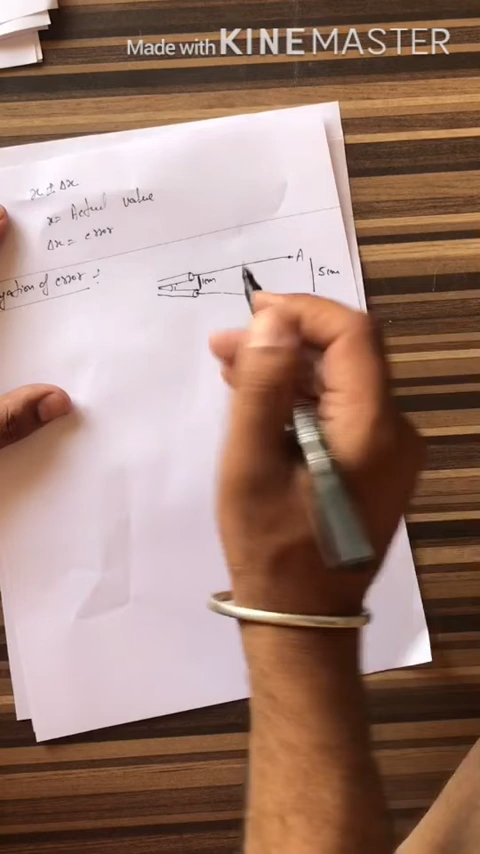 Made with KINEMASTER
x ± Δx
x = Actual value
Δx = error
gation of error :
A
1cm
5cm